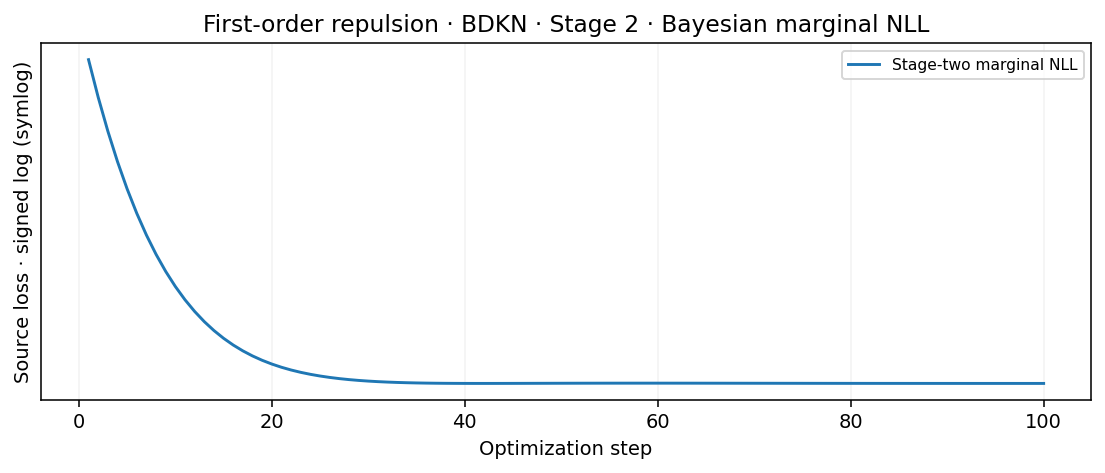 First-order repulsion · BDKN · Stage 2 · Bayesian marginal NLL
Stage-two marginal NLL
Source loss · signed log (symlog)
0 20 40 60 80 100
Optimization step